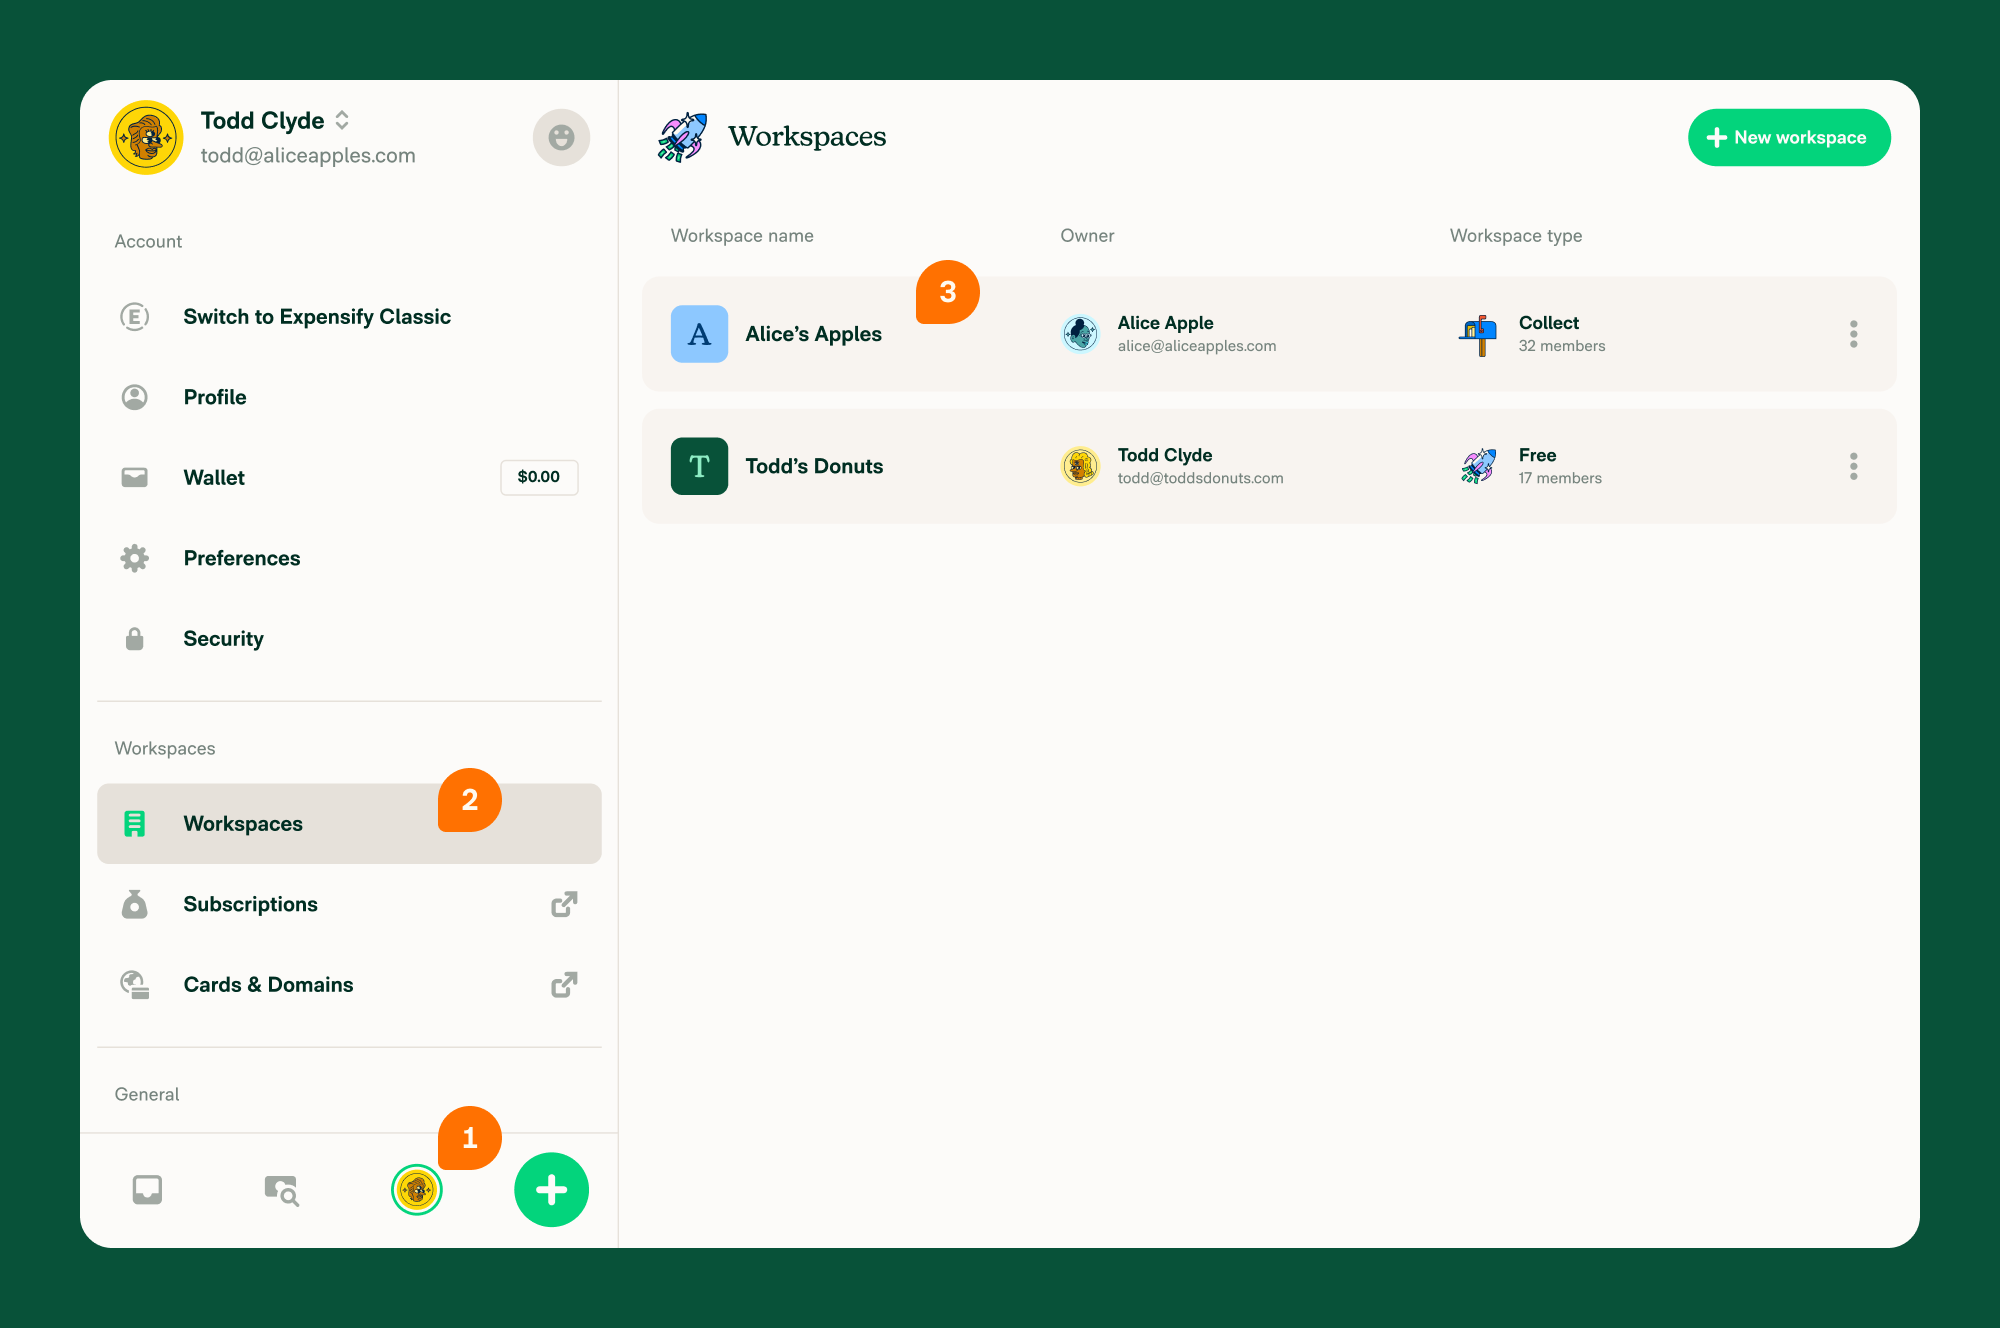 Todd Clyde
todd@aliceapples.com
Account
E
Switch to Expensify Classic
Profile
Wallet
$0.00
Preferences
Security
Workspaces
2
Workspaces
Subscriptions
Cards & Domains
General
1
Workspaces
New workspace
Workspace name
Owner
Workspace type
3
A
Alice’s Apples
Alice Apple
alice@aliceapples.com
Collect
32 members
T
Todd’s Donuts
Todd Clyde
todd@toddsdonuts.com
Free
17 members